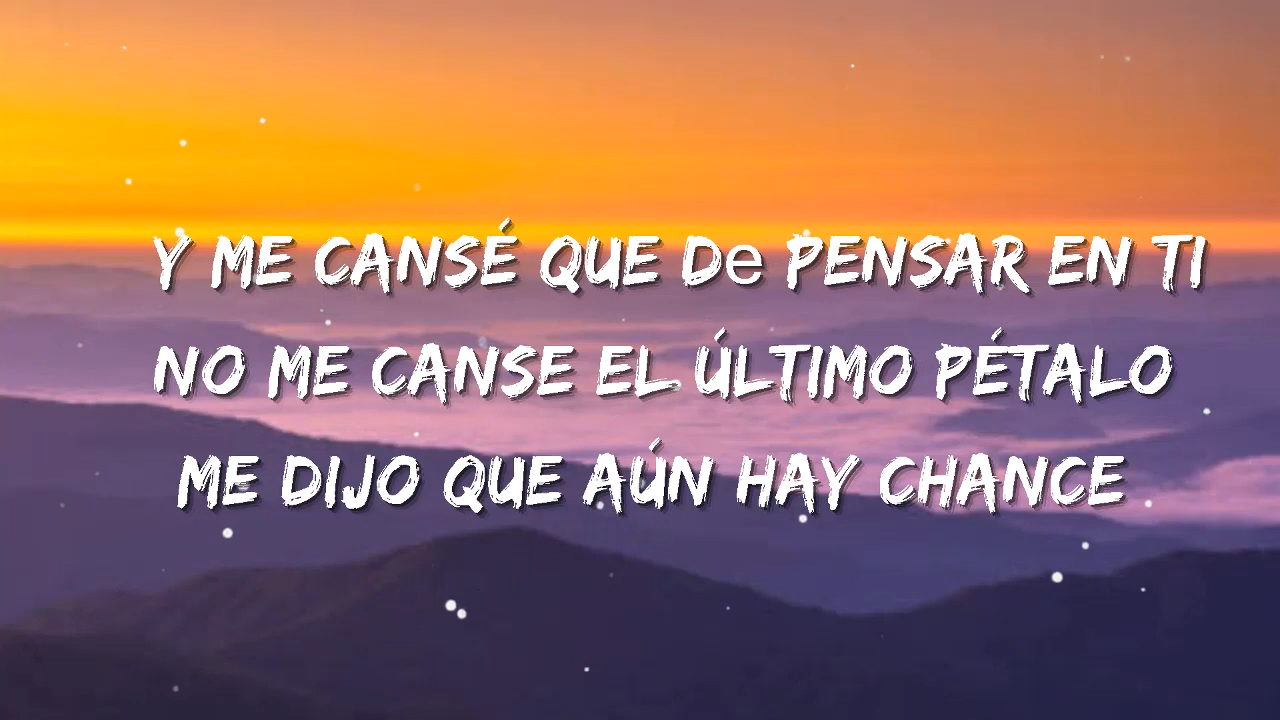 Y ME CANSÉ QUE De PENSAR EN TI
NO ME CANSE EL ÚLTIMO PÉTALO
ME DIJO QUE AÚN HAY CHANCE